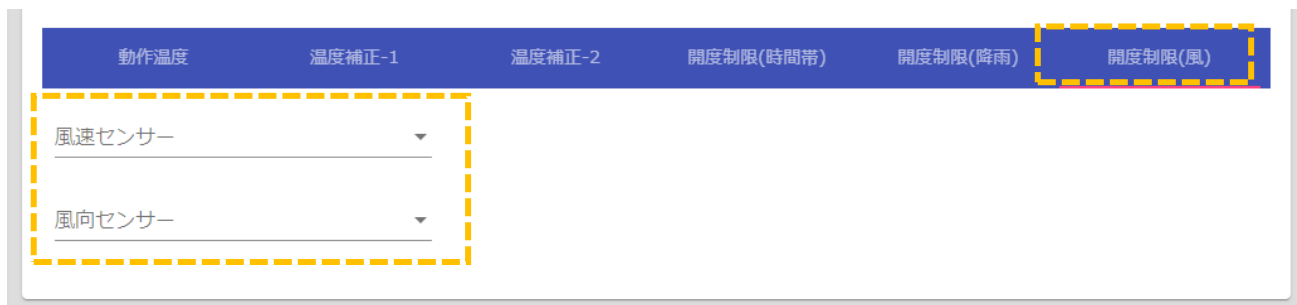 動作温度 温度補正-1 温度補正-2 開度制限(時間帯) 開度制限(降雨) 開度制限(風)
風速センサー
風向センサー